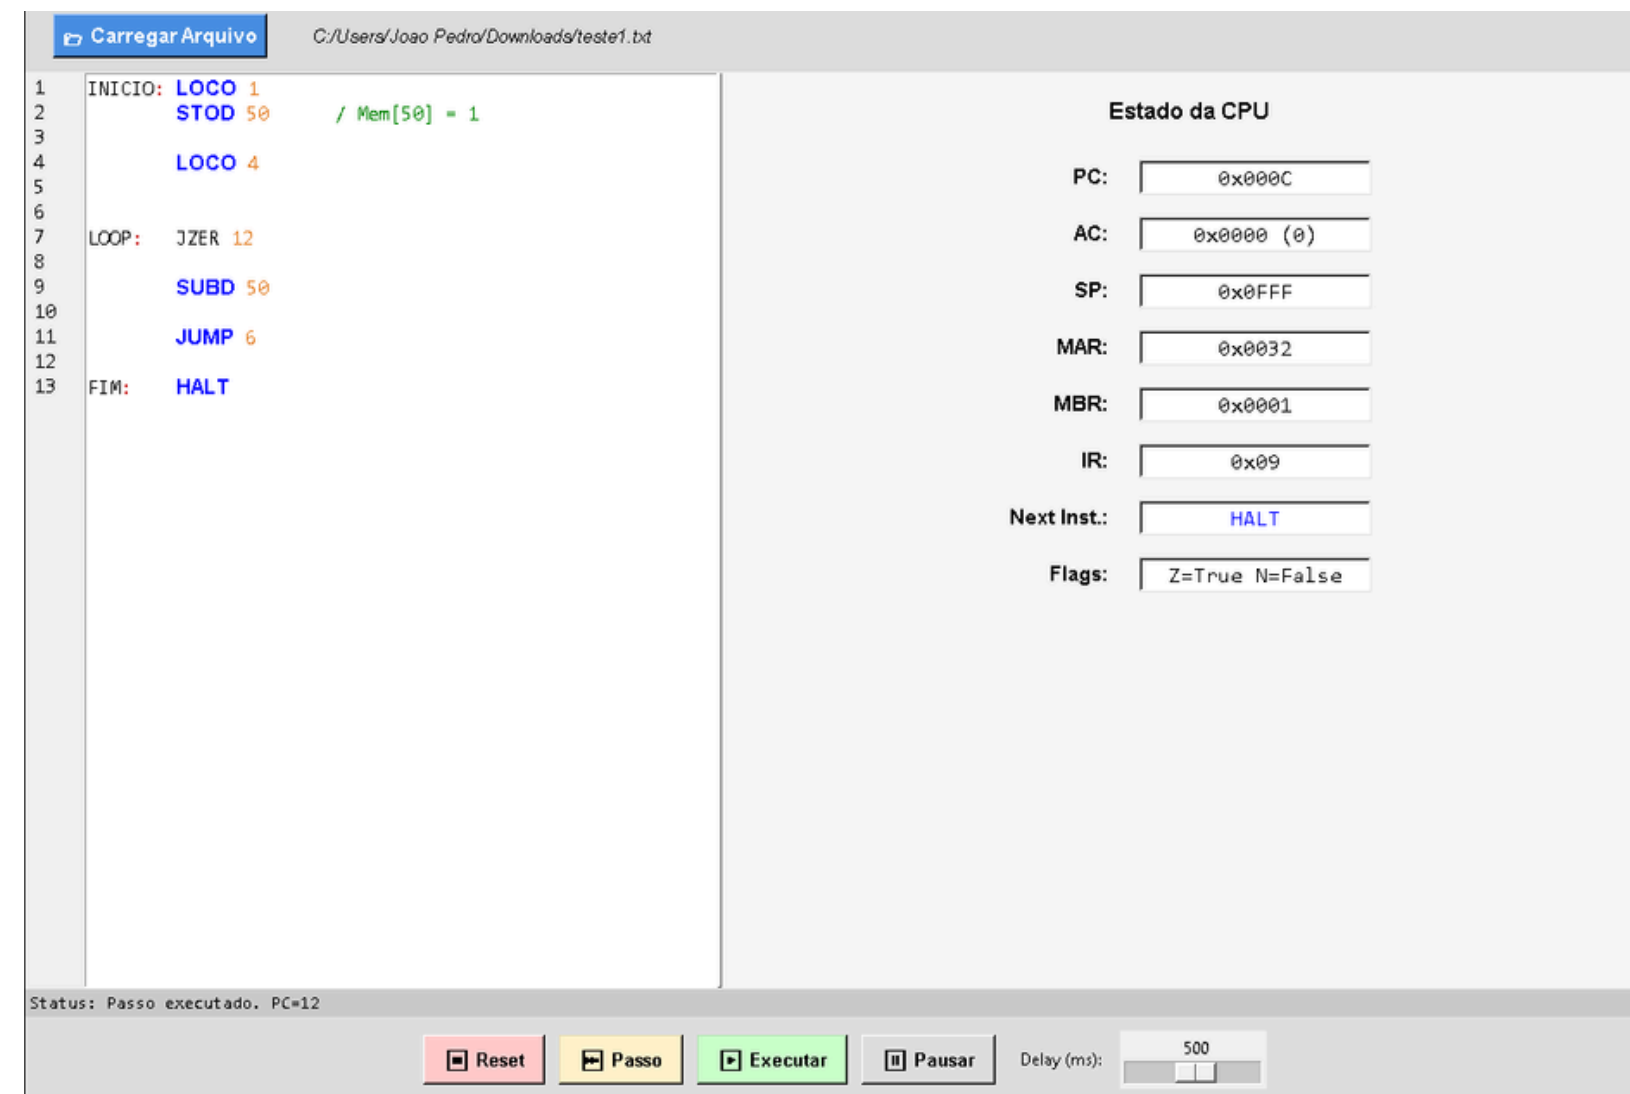 Carregar Arquivo C:/Users/Joao Pedro/Downloads/teste1.txt
1 INICIO: LOCO 1
2 STOD 50 / Mem[50] = 1
3
4 LOCO 4
5
6
7 LOOP: JZER 12
8
9 SUBD 50
10
11 JUMP 6
12
13 FIM: HALT
Estado da CPU
PC: 0x000C
AC: 0x0000 (0)
SP: 0x0FFF
MAR: 0x0032
MBR: 0x0001
IR: 0x09
Next Inst.: HALT
Flags: Z=True N=False
Status: Passo executado. PC=12
Reset Passo Executar Pausar Delay (ms): 500